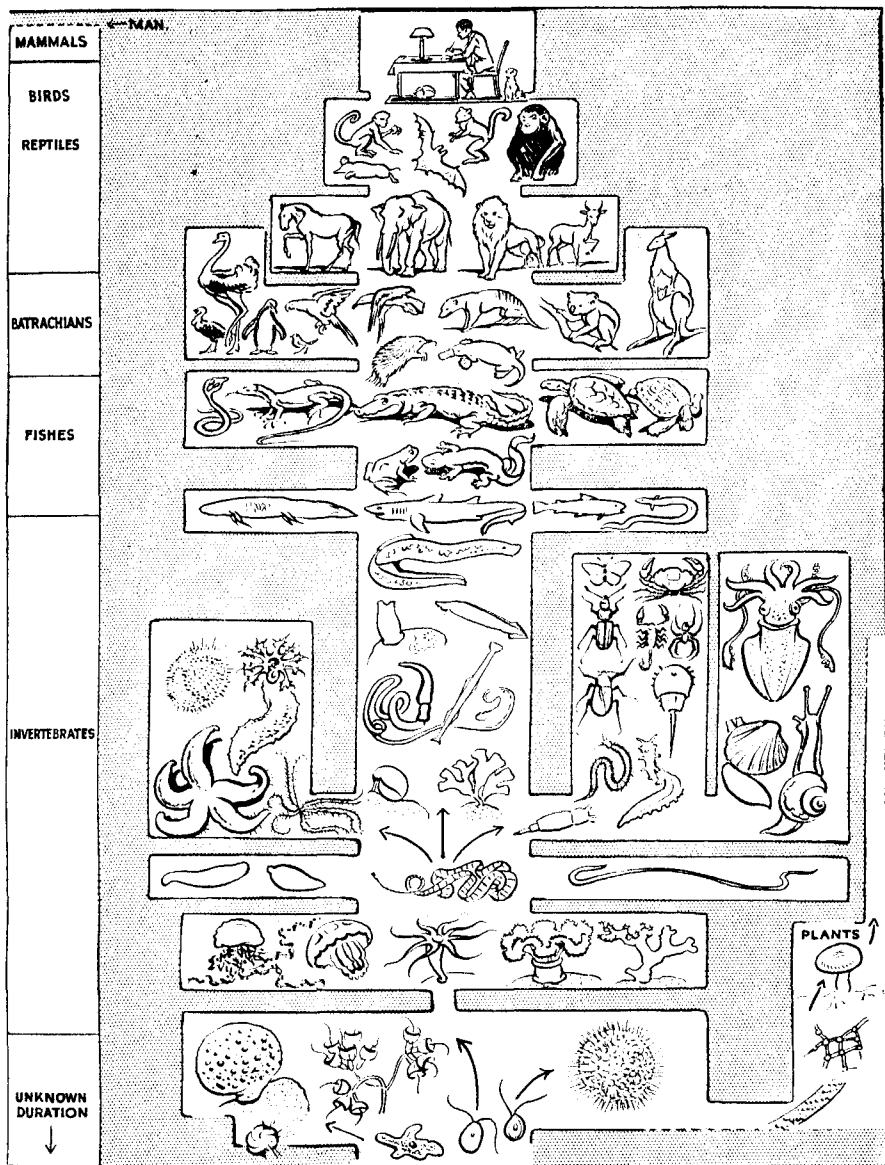 ←MAN.
MAMMALS
BIRDS
REPTILES
BATRACHIANS
FISHES
INVERTEBRATES
PLANTS
UNKNOWN
DURATION